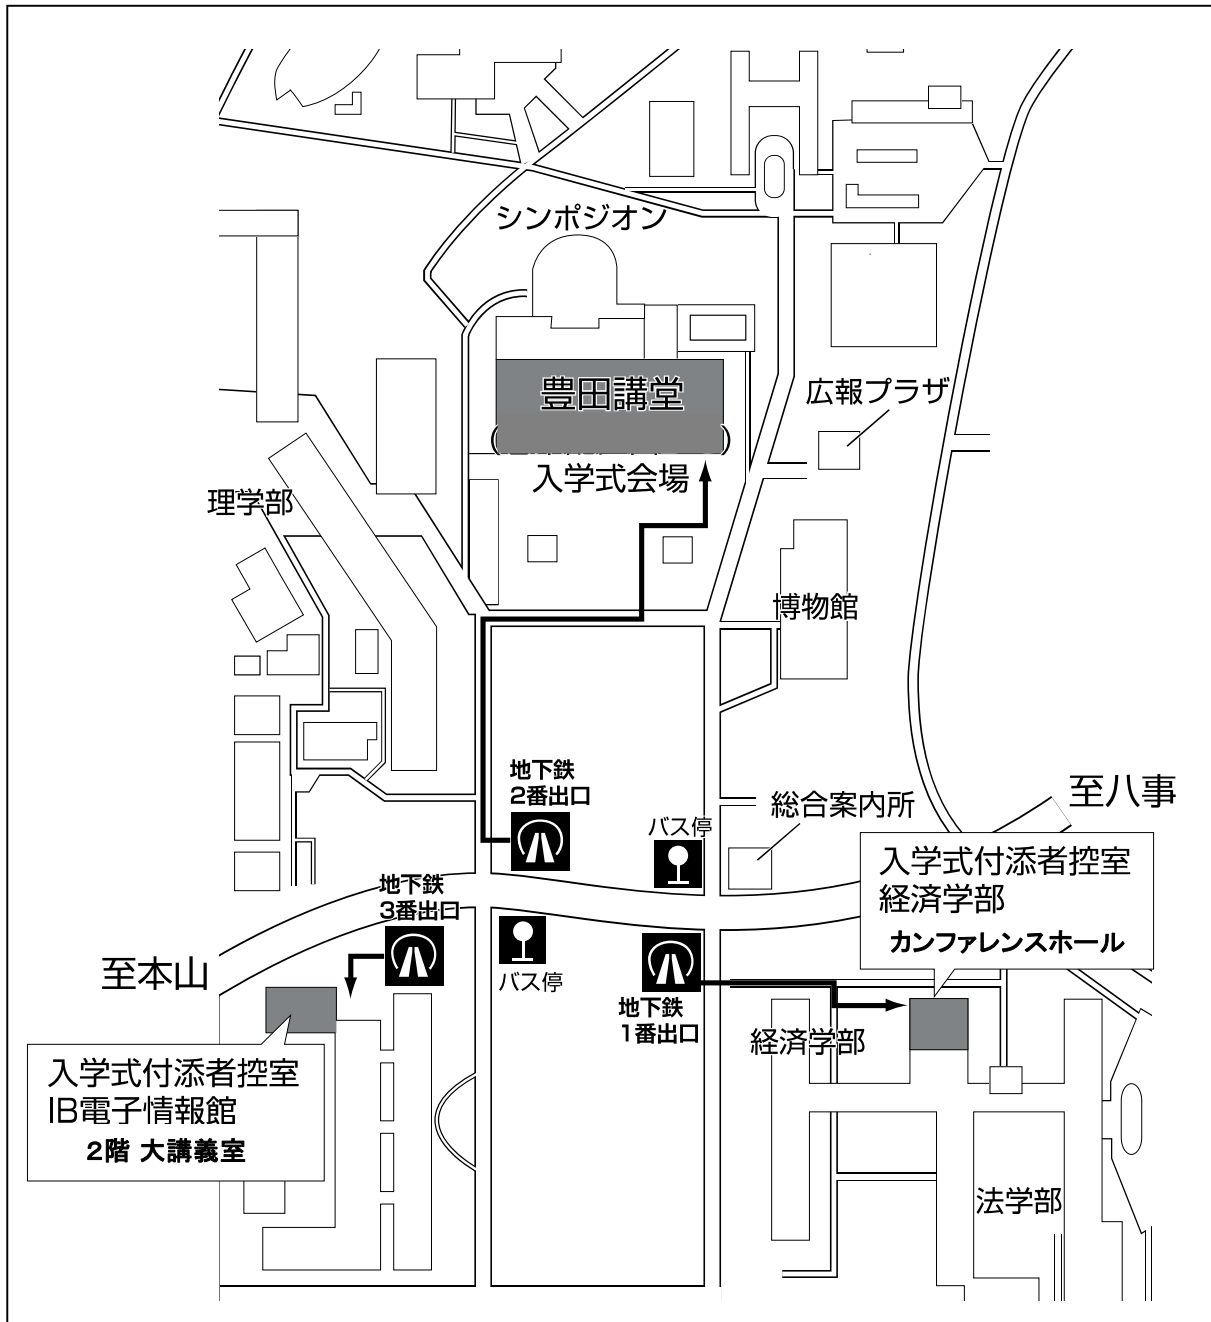 シンポジオン
豊田講堂
入学式会場
広報プラザ
理学部
博物館
地下鉄
2番出口
バス停
総合案内所
至八事
入学式付添者控室
経済学部
カンファレンスホール
地下鉄
3番出口
至本山
バス停
地下鉄
1番出口
経済学部
入学式付添者控室
IB電子情報館
2階 大講義室
法学部